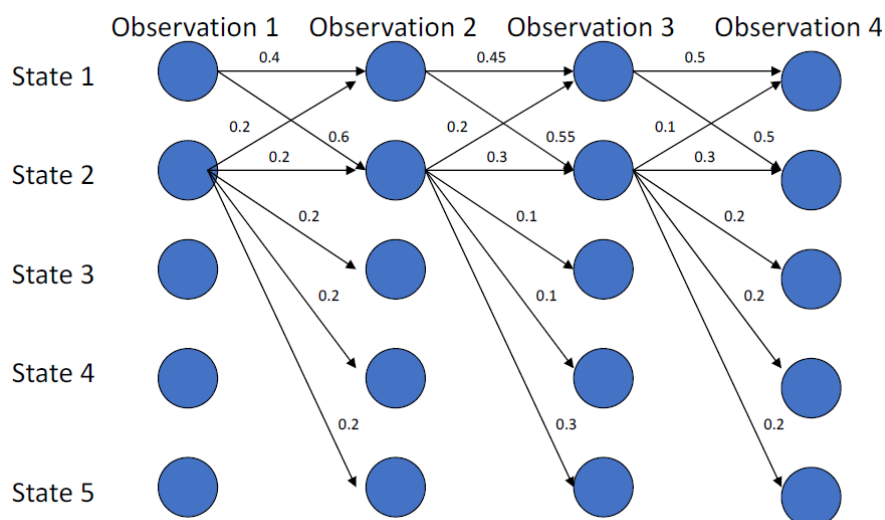 Observation 1 Observation 2 Observation 3 Observation 4
State 1
0.4 0.45 0.5
0.2 0.6 0.2 0.55 0.1 0.5
State 2
0.2 0.3 0.3
0.2 0.1 0.2
State 3
0.2 0.1 0.2
State 4
0.2 0.3 0.2
State 5